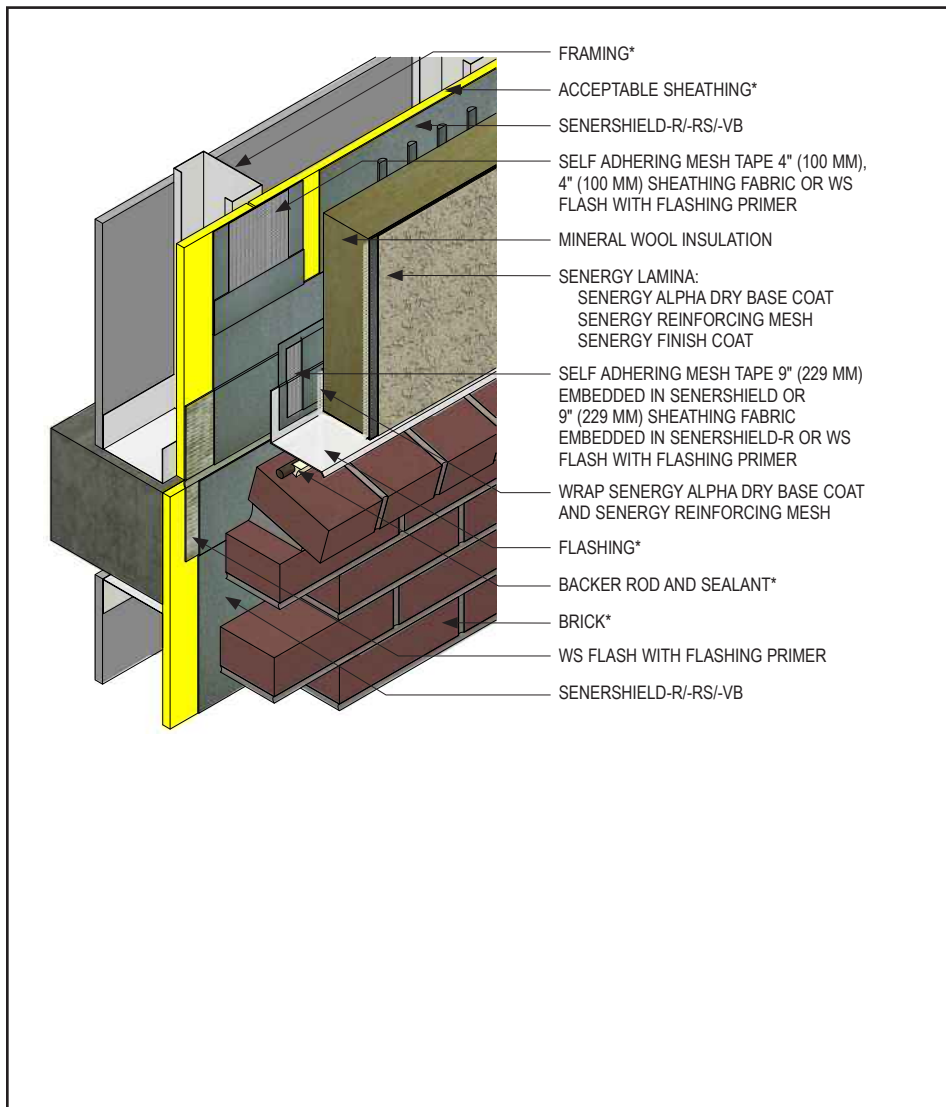 FRAMING*
ACCEPTABLE SHEATHING*
SENERSHIELD-R/-RS/-VB
SELF ADHERING MESH TAPE 4" (100 MM),
4" (100 MM) SHEATHING FABRIC OR WS
FLASH WITH FLASHING PRIMER
MINERAL WOOL INSULATION
SENERGY LAMINA:
SENERGY ALPHA DRY BASE COAT
SENERGY REINFORCING MESH
SENERGY FINISH COAT
SELF ADHERING MESH TAPE 9" (229 MM)
EMBEDDED IN SENERSHIELD OR
9" (229 MM) SHEATHING FABRIC
EMBEDDED IN SENERSHIELD-R OR WS
FLASH WITH FLASHING PRIMER
WRAP SENERGY ALPHA DRY BASE COAT
AND SENERGY REINFORCING MESH
FLASHING*
BACKER ROD AND SEALANT*
BRICK*
WS FLASH WITH FLASHING PRIMER
SENERSHIELD-R/-RS/-VB